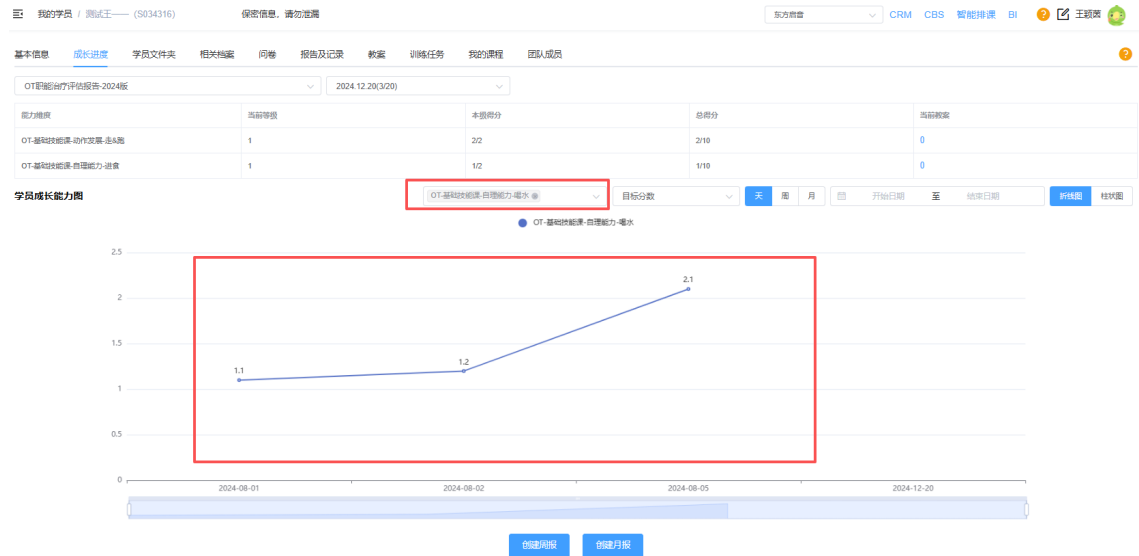 我的学员 / 测试王—— (S034316) 保密信息，请勿泄漏 东方启音 CRM CBS 智能排课 BI ? 王颖茜
基本信息 成长进度 学员文件夹 相关档案 问卷 报告及记录 教案 训练任务 我的课程 团队成员 ?
OT职能治疗评估报告-2024版 2024.12.20(3/20)
能力维度 当前等级 本级得分 总得分 当前教案
OT-基础技能课-动作发展-走&跑 1 2/2 2/10 0
OT-基础技能课-自理能力-进食 1 1/2 1/10 0
学员成长能力图 OT-基础技能课-自理能力-喝水 目标分数 天 周 月 开始日期 至 结束日期 折线图 柱状图
OT-基础技能课-自理能力-喝水
2.5
2.1
2
1.5
1.2
1.1
1
0.5
0
2024-08-01 2024-08-02 2024-08-05 2024-12-20
创建周报 创建月报